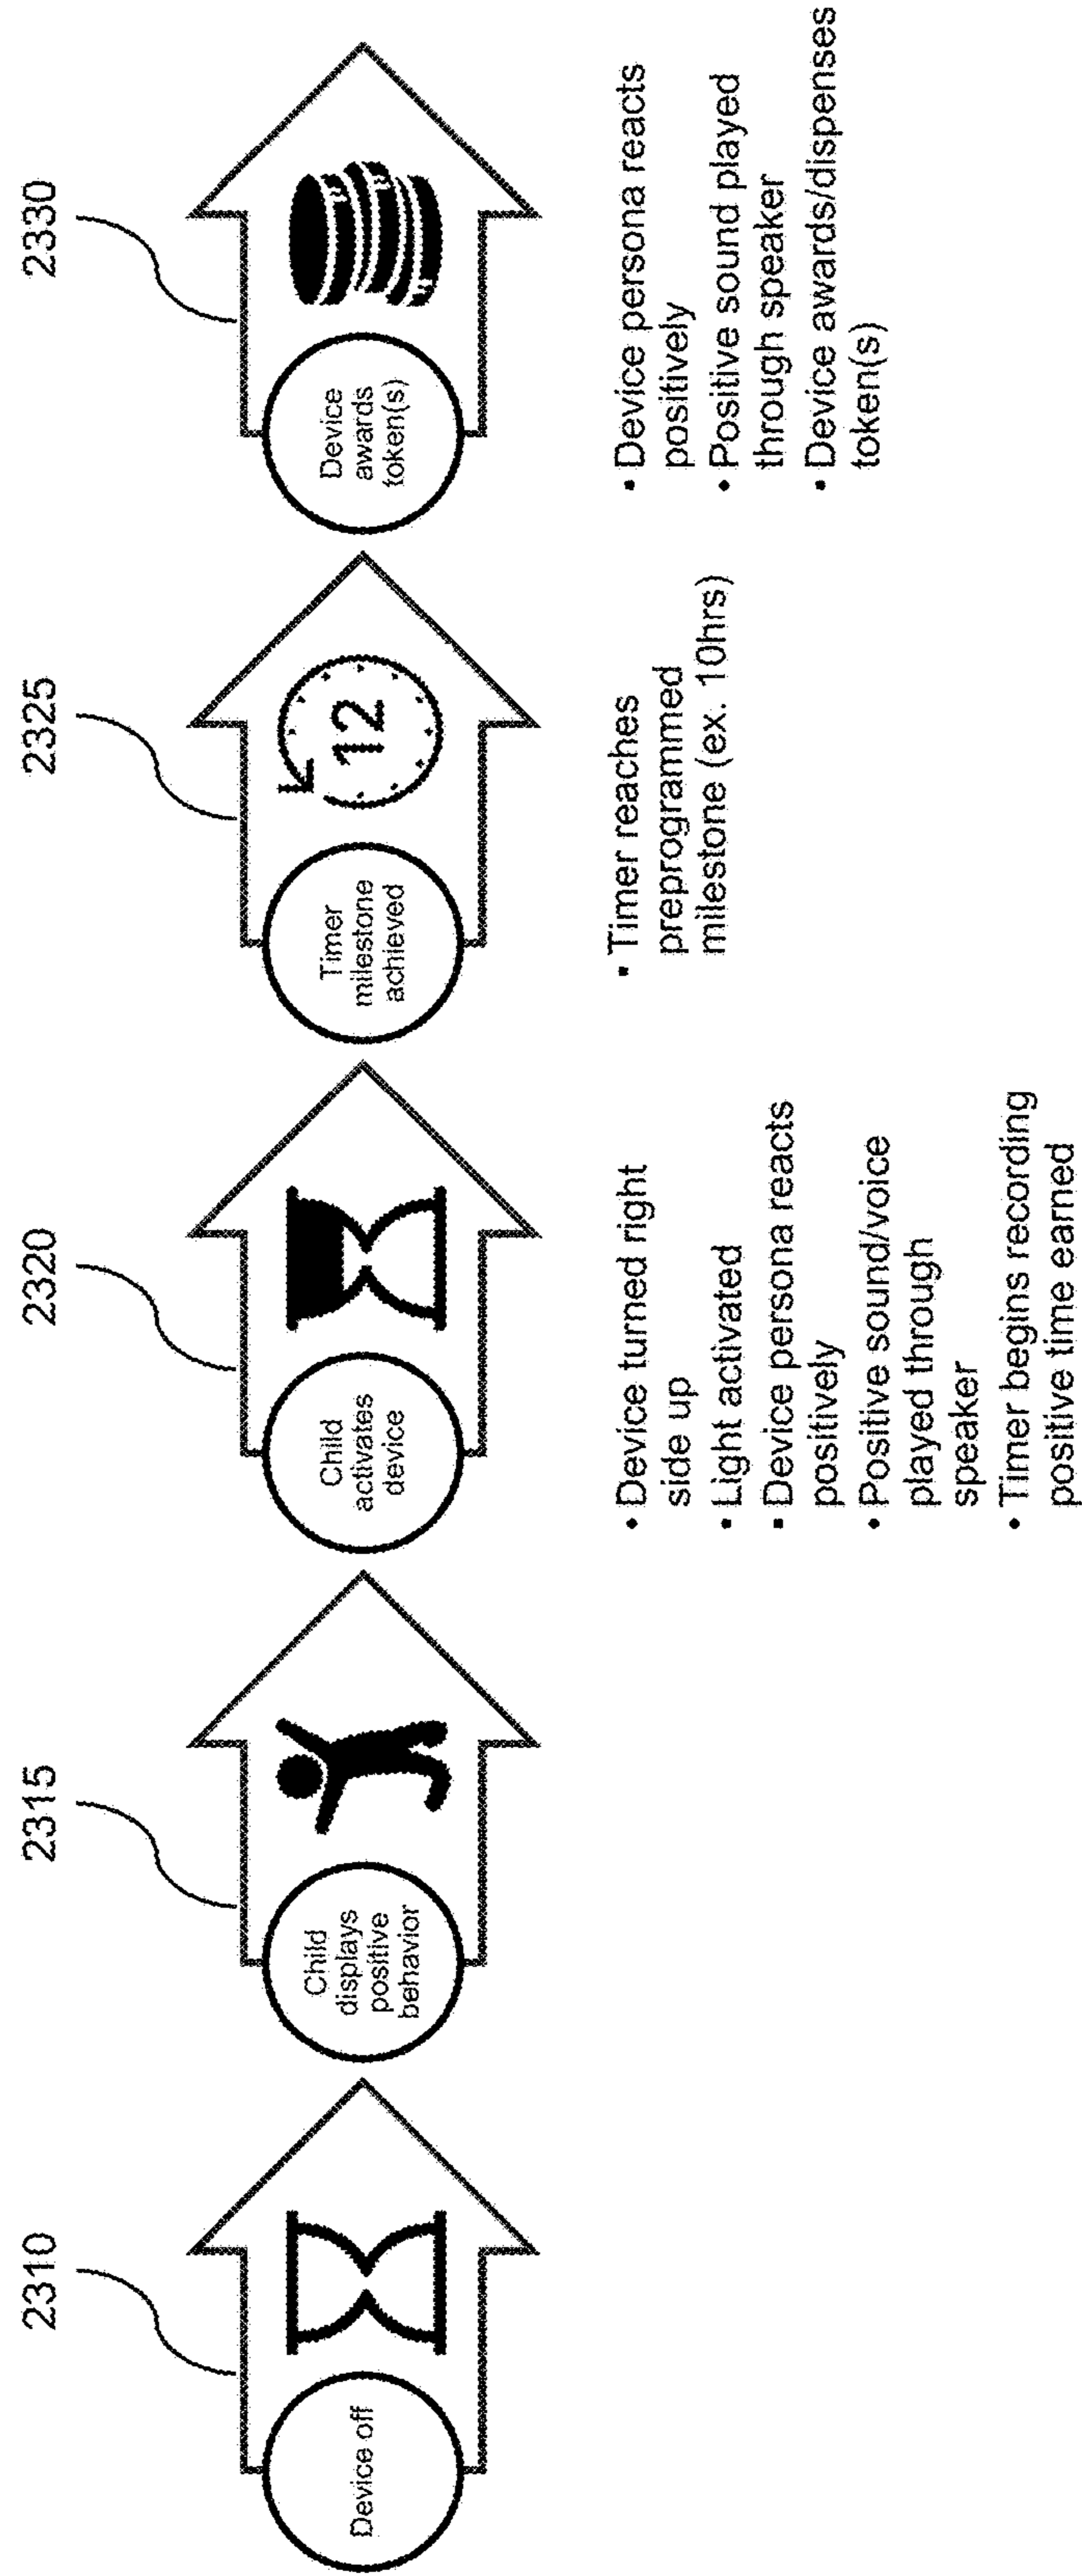 2310
2315
2320
2325
2330
Device off
Child
displays
positive
behavior
Child
activates
device
Timer
milestone
achieved
12
Device
awards
token(s)
• Device turned right
side up
• Light activated
• Device persona reacts
positively
• Positive sound/voice
played through
speaker
• Timer begins recording
positive time earned
• Timer reaches
preprogrammed
milestone (ex. 10hrs)
• Device persona reacts
positively
• Positive sound played
through speaker
• Device awards/dispenses
token(s)